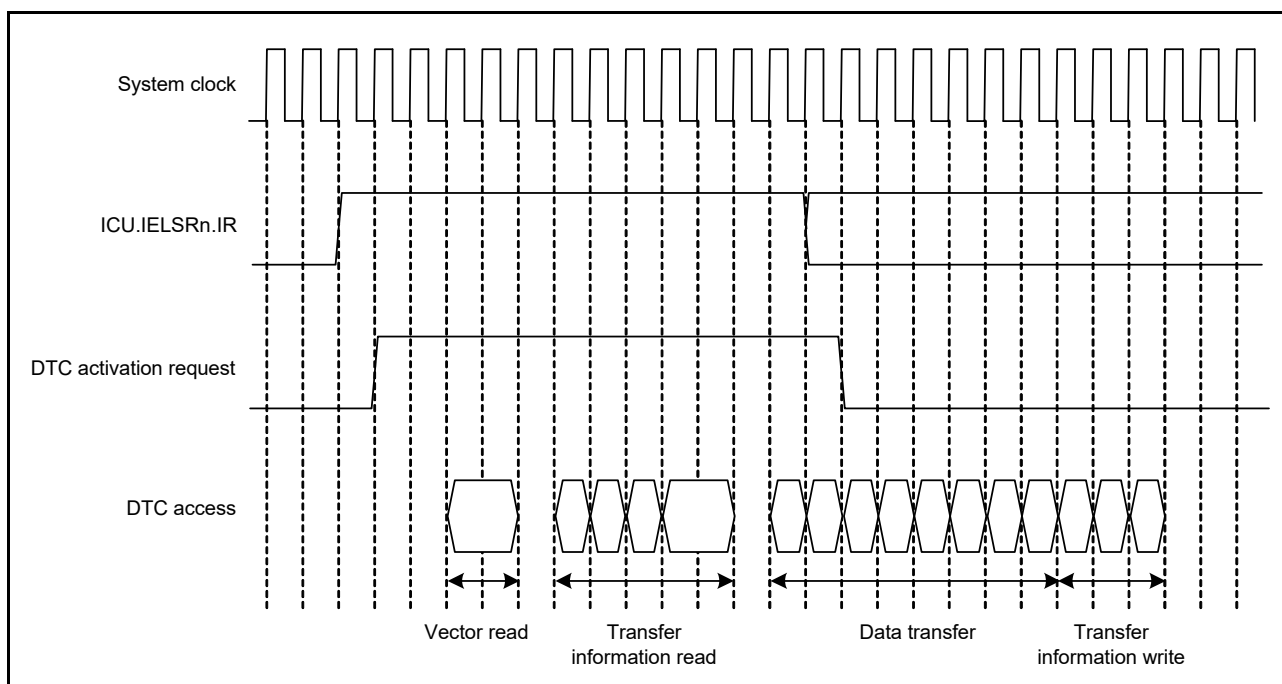 System clock
ICU.IELSRn.IR
DTC activation request
DTC access
Vector read
Transfer
information read
Data transfer
Transfer
information write